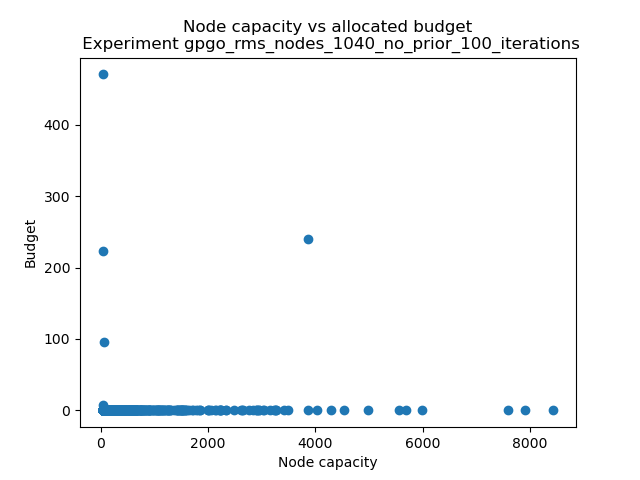 Node capacity vs allocated budget
Experiment gpgo_rms_nodes_1040_no_prior_100_iterations
400
300
200
100
0
Budget
0 2000 4000 6000 8000
Node capacity